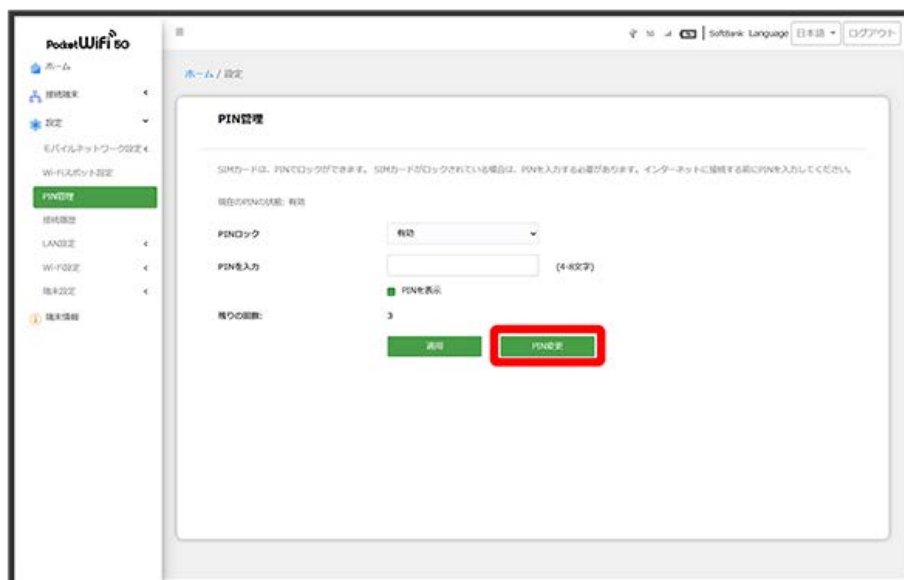 Pocket WiFi 5G
5G SoftBank Language 日本語 ログアウト
ホーム
接続端末
設定
モバイルネットワーク設定
Wi-Fiスポット設定
PIN管理
接続履歴
LAN設定
Wi-Fi設定
端末設定
端末情報
ホーム / 設定
PIN管理
SIMカードは、PINでロックができます。 SIMカードがロックされている場合は、PINを入力する必要があります。インターネットに接続する前にPINを入力してください。
現在のPINの状態: 有効
PINロック 有効
PINを入力 (4-8文字)
PINを表示
残りの回数: 3
適用 PIN変更